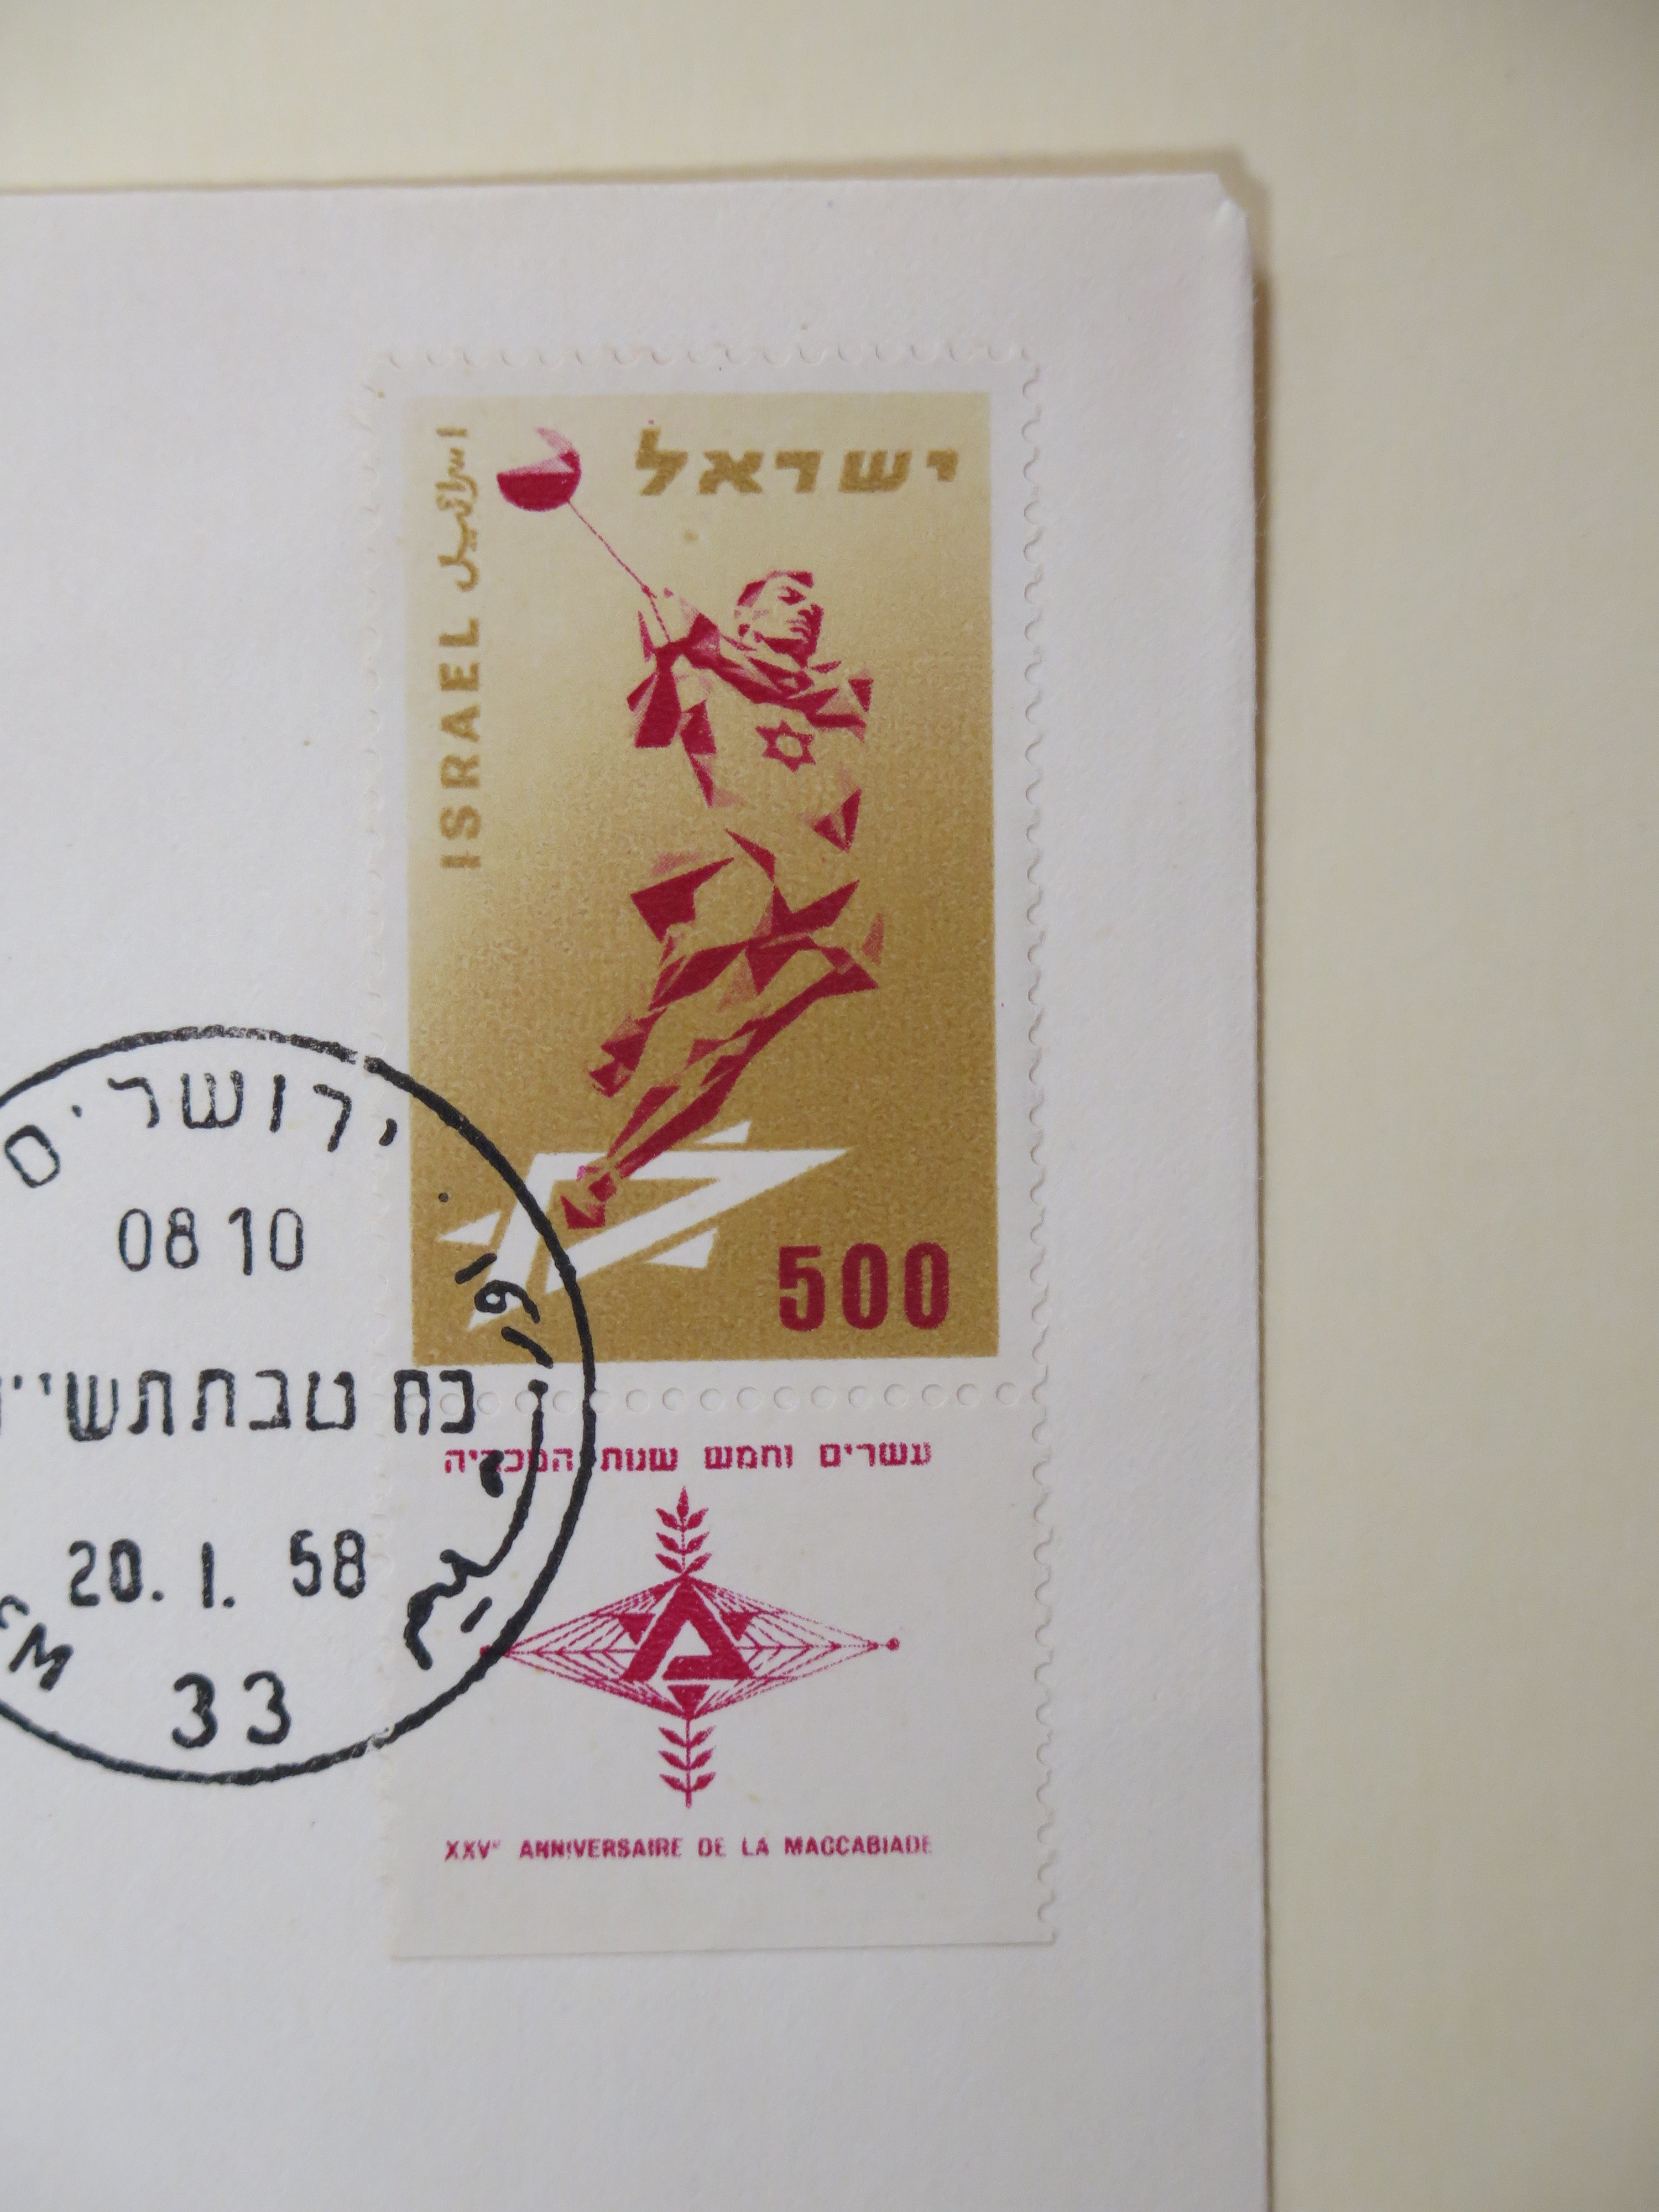 ישראל
ISRAEL اسرائيل
500
ירושלים
08 10
כח טבת תשי
20. 1. 58
33
עשרים וחמש שנות המכביה
XXVᵉ ANNIVERSAIRE DE LA MACCABIADE